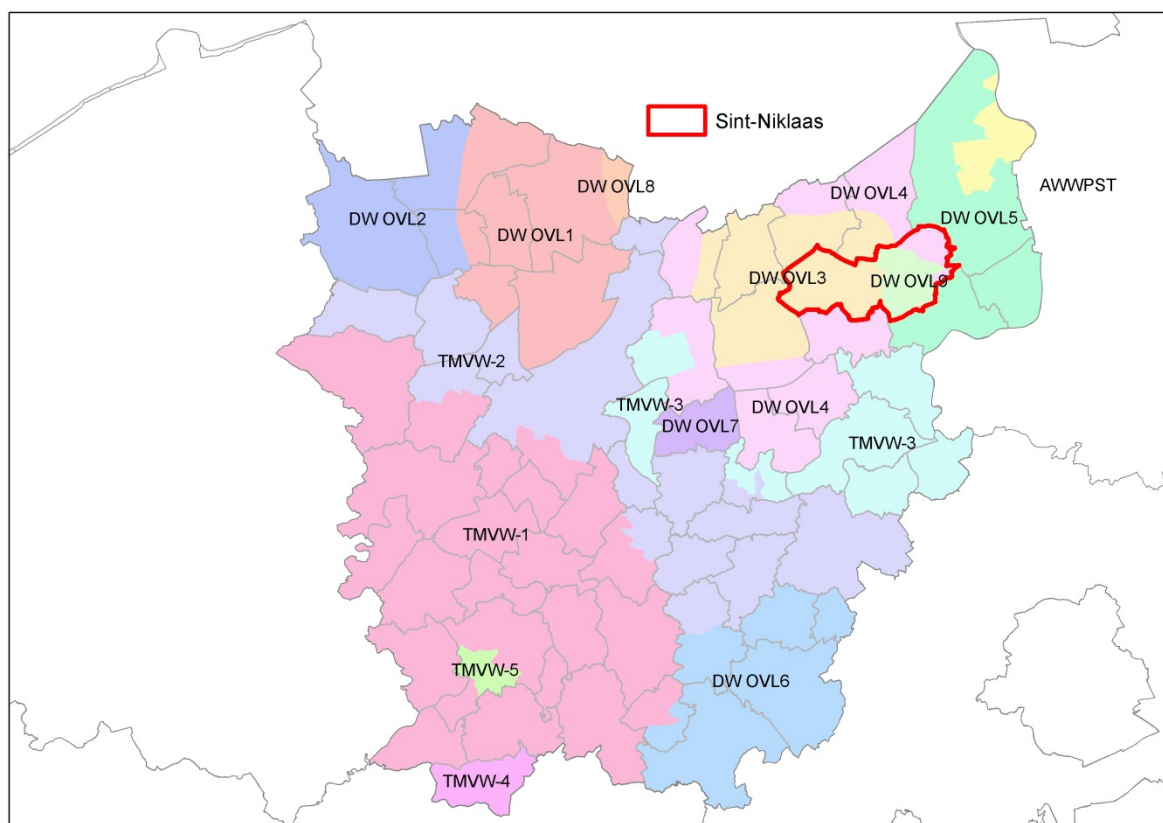 Sint-Niklaas
DW OVL8
DW OVL4
AWWPST
DW OVL2
DW OVL5
DW OVL1
DW OVL3
DW OVL9
TMVW-2
TMVW-3
DW OVL4
DW OVL7
TMVW-3
TMVW-1
TMVW-5
DW OVL6
TMVW-4